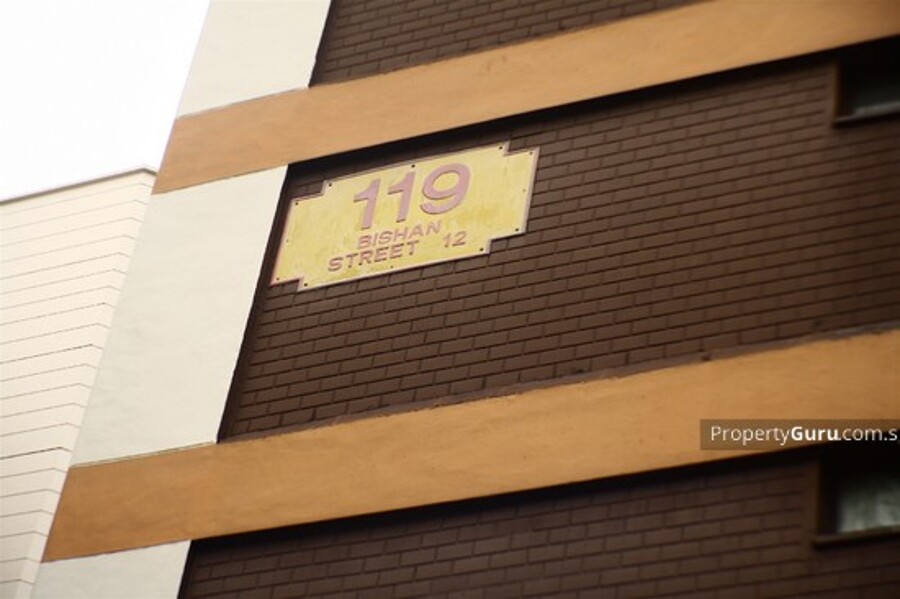 119
BISHAN
STREET 12
PropertyGuru.com.s